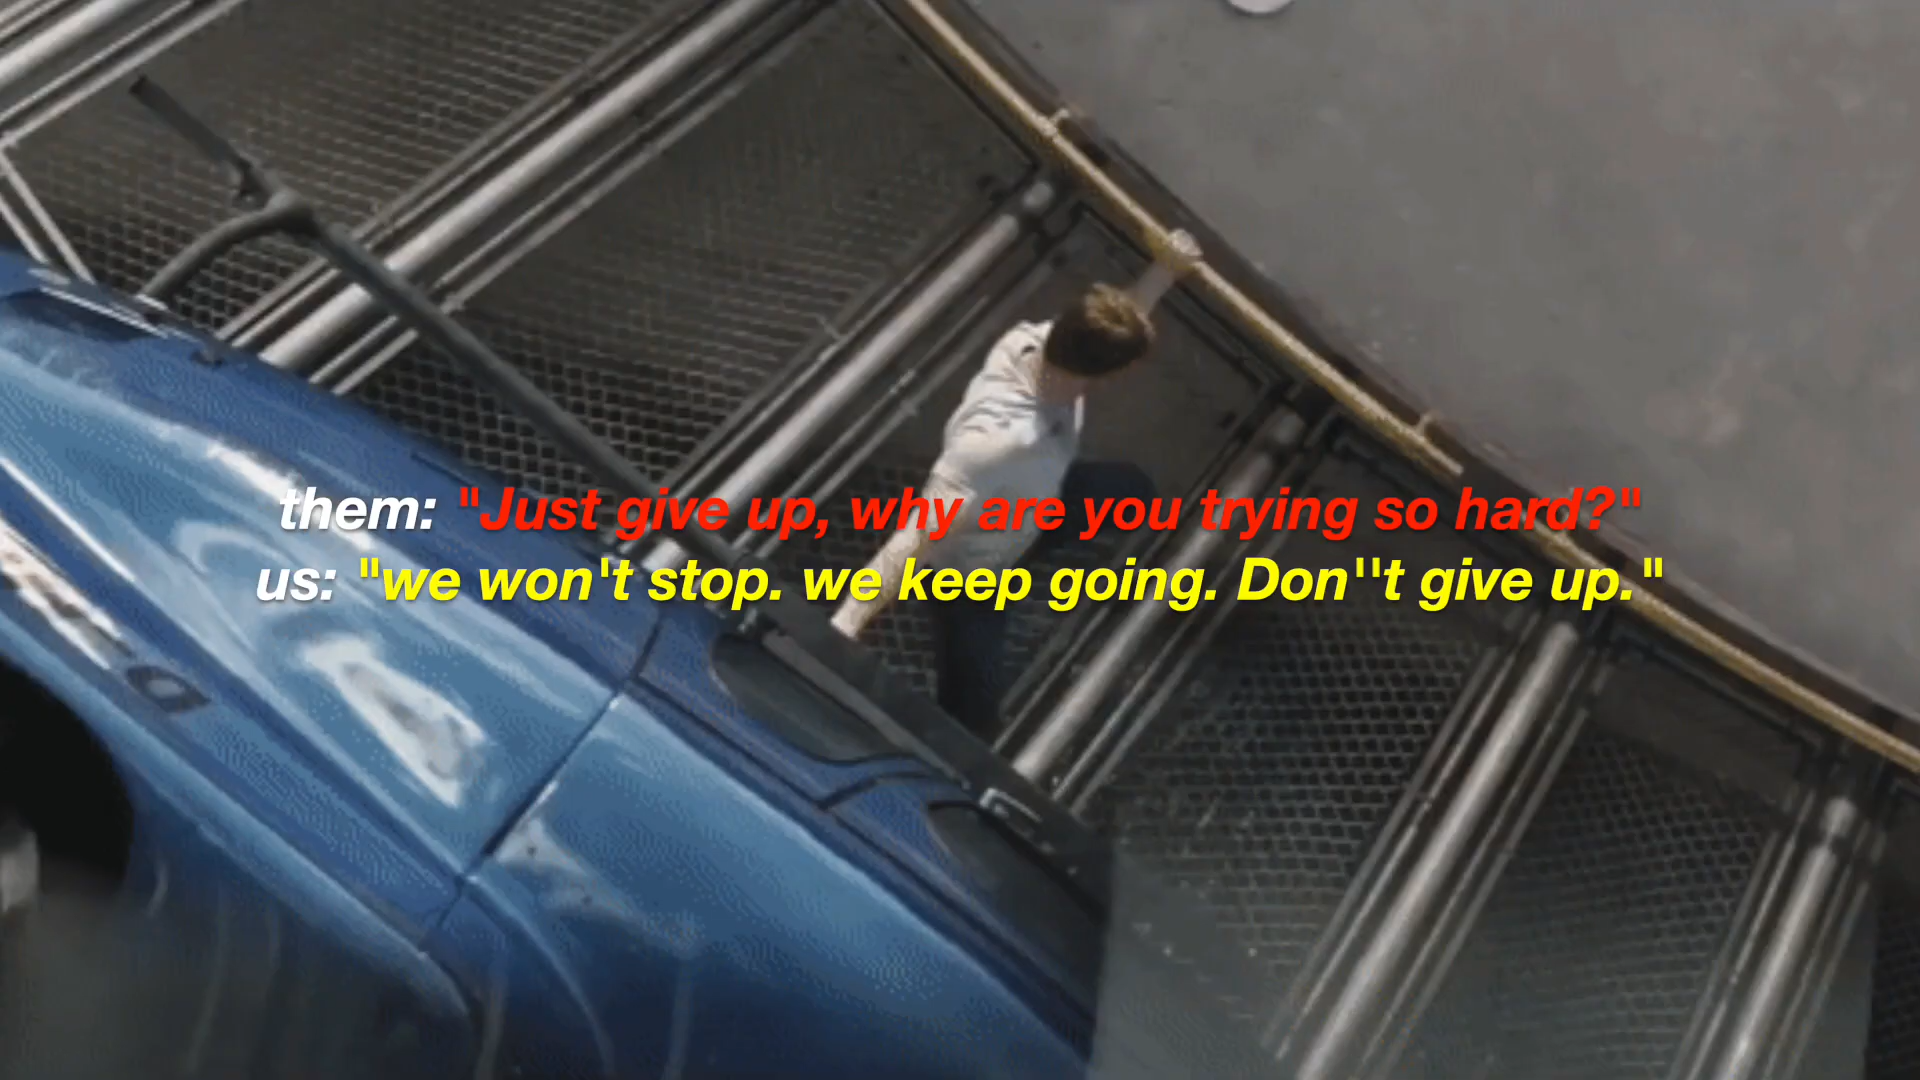 them: "Just give up, why are you trying so hard?"
us: "we won't stop. we keep going. Don''t give up."